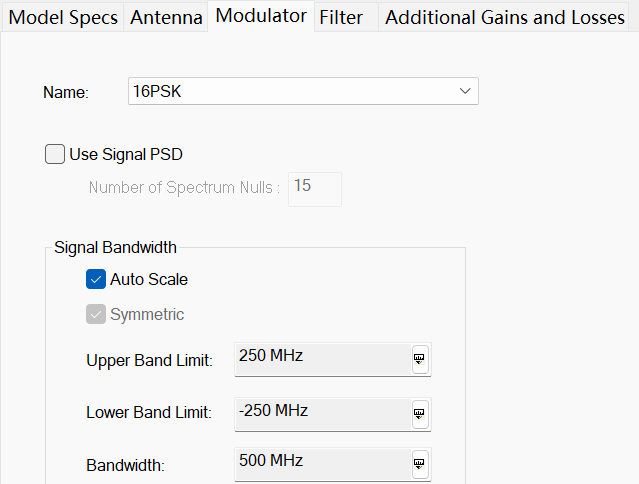 Model Specs Antenna Modulator Filter Additional Gains and Losses
Name: 16PSK
Use Signal PSD
Number of Spectrum Nulls : 15
Signal Bandwidth
Auto Scale
Symmetric
Upper Band Limit: 250 MHz
Lower Band Limit: -250 MHz
Bandwidth: 500 MHz